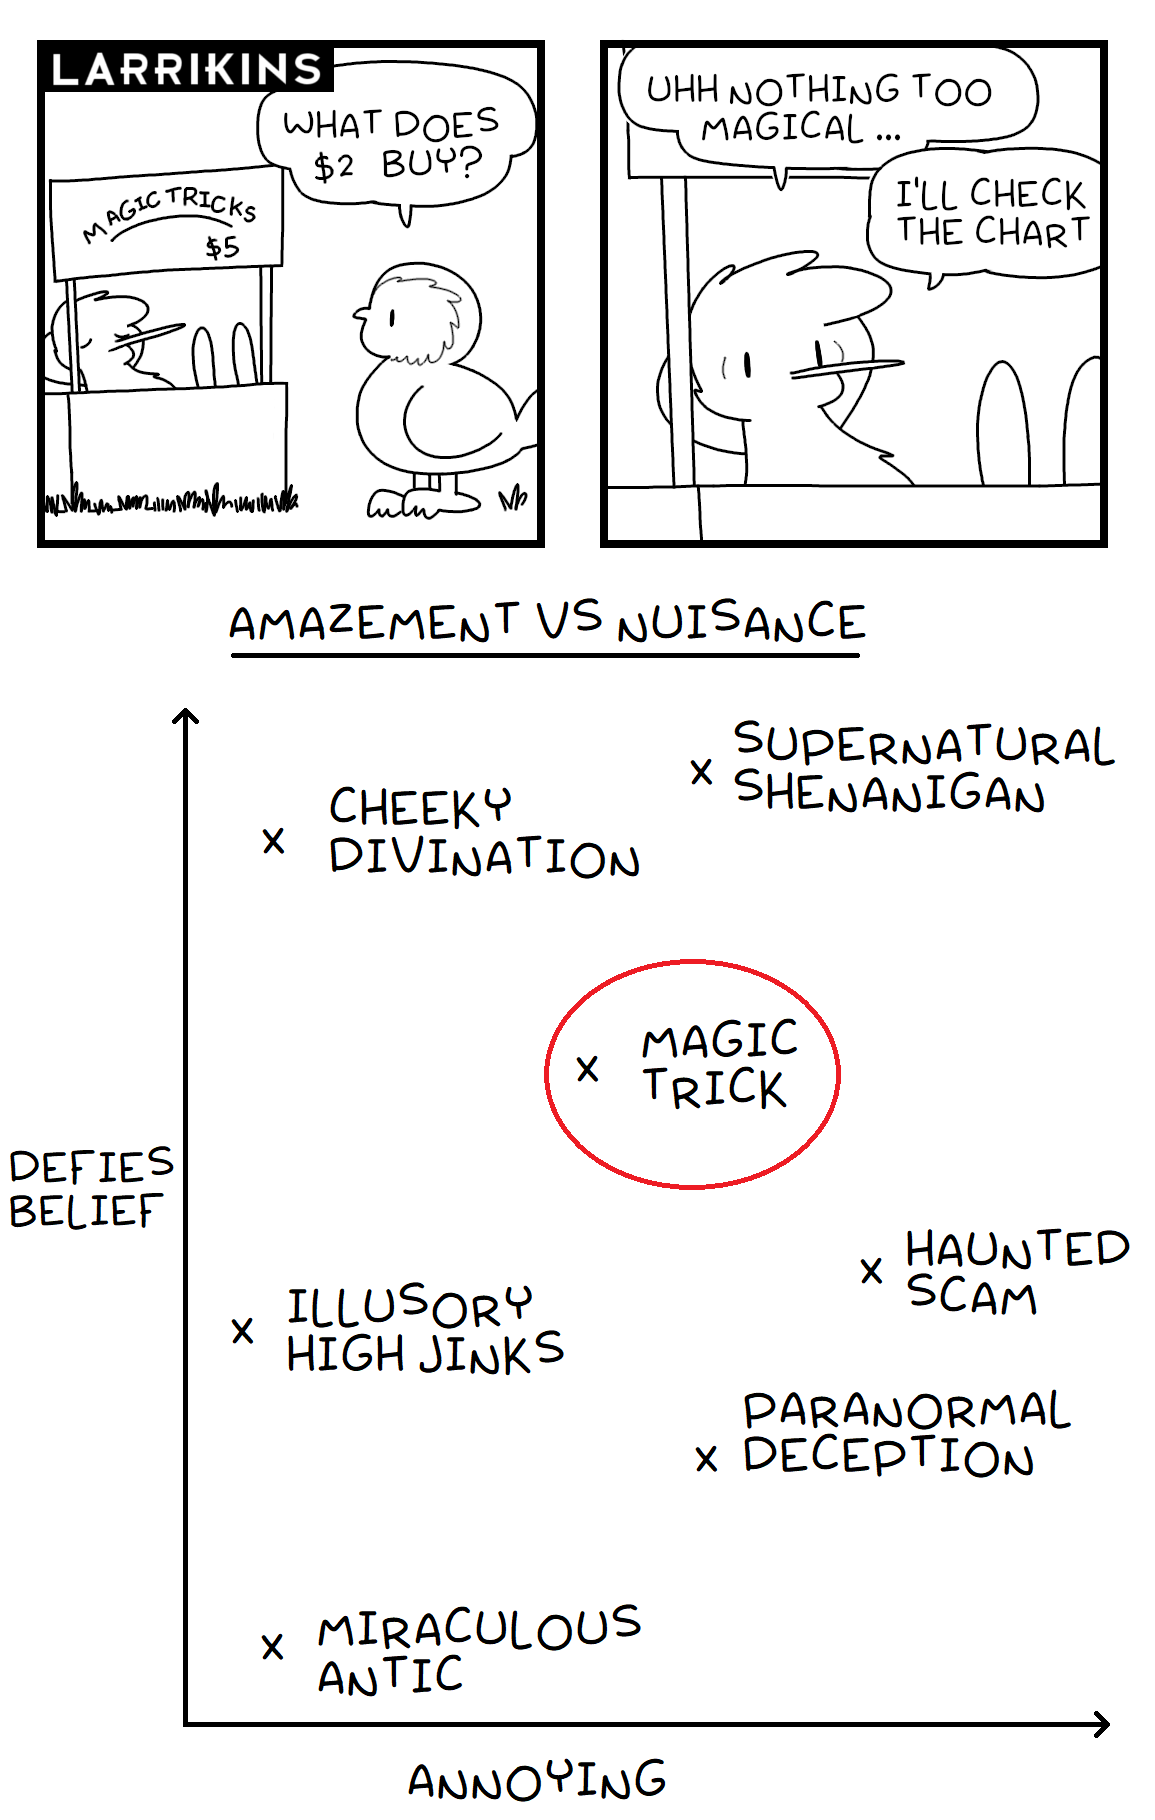 LARRIKINS
WHAT DOES
$2 BUY?
MAGIC TRICKS
$5
UHH NOTHING TOO
MAGICAL ...
I'LL CHECK
THE CHART
AMAZEMENT VS NUISANCE
X SUPERNATURAL
SHENANIGAN
X CHEEKY
DIVINATION
X MAGIC
TRICK
DEFIES
BELIEF
X HAUNTED
SCAM
X ILLUSORY
HIGH JINKS
X PARANORMAL
DECEPTION
X MIRACULOUS
ANTIC
ANNOYING